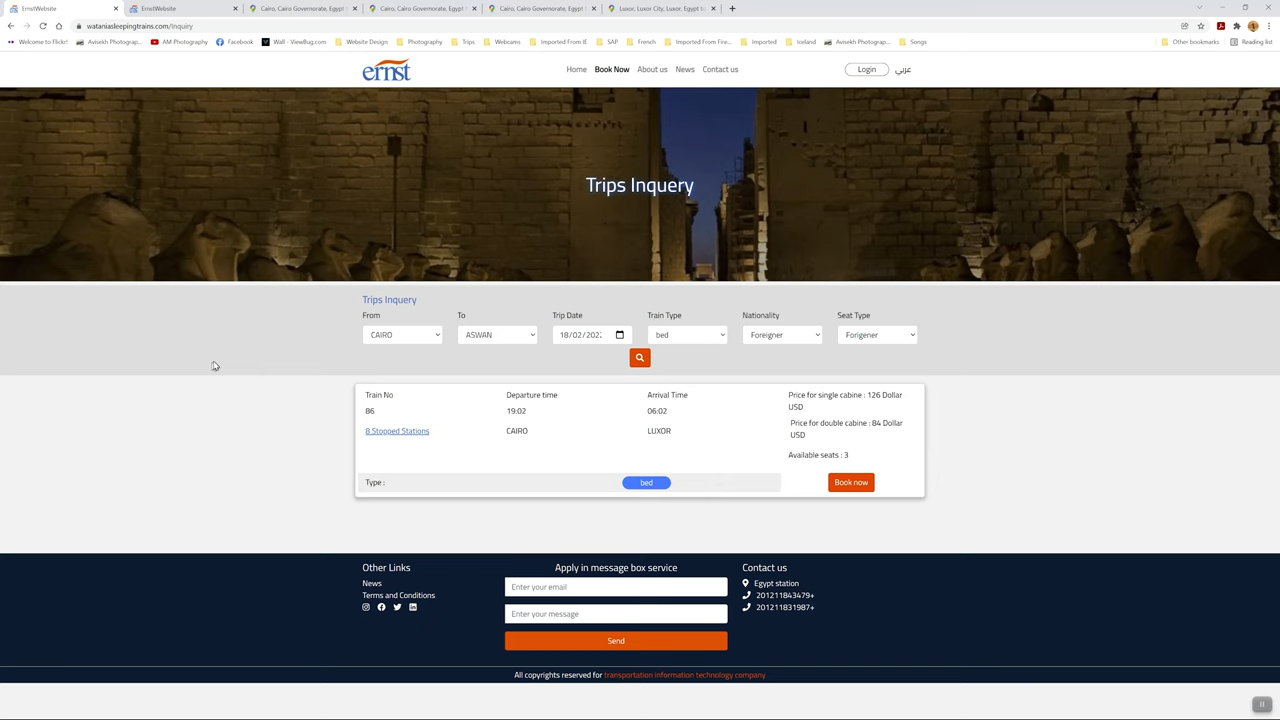 ErnstWebsite
ErnstWebsite
Cairo, Cairo Governorate, Egypt
Cairo, Cairo Governorate, Egypt
Cairo, Cairo Governorate, Egypt
Luxor, Luxor City, Luxor, Egypt to
wataniasleepingtrains.com/Inquiry
Welcome to Flickr!
Avisekh Photograp...
AM Photography
Facebook
Wall - ViewBug.com
Website Design
Photography
Trips
Webcams
Imported From IE
SAP
French
Imported From Fire...
Imported
Iceland
Avisekh Photograp...
Songs
Other bookmarks
Reading list
ernst
Home
Book Now
About us
News
Contact us
Login
عربي
Trips Inquery
Trips Inquery
From
To
Trip Date
Train Type
Nationality
Seat Type
CAIRO
ASWAN
18/02/202
bed
Foreigner
Forigener
Train No
Departure time
Arrival Time
Price for single cabine : 126 Dollar
USD
86
19:02
06:02
Price for double cabine : 84 Dollar
USD
8 Stopped Stations
CAIRO
LUXOR
Available seats : 3
Type :
bed
Book now
Other Links
News
Terms and Conditions
Apply in message box service
Enter your email
Enter your message
Send
Contact us
Egypt station
201211843479+
201211831987+
All copyrights reserved for transportation information technology company